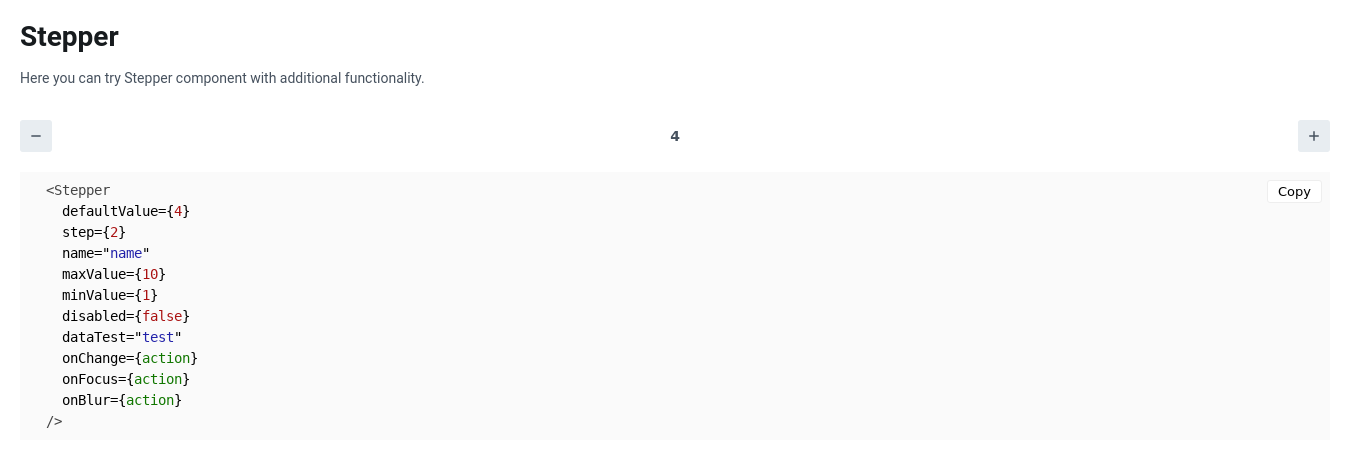 Stepper
Here you can try Stepper component with additional functionality.
− 4 +
<Stepper
Copy
defaultValue={4}
step={2}
name="name"
maxValue={10}
minValue={1}
disabled={false}
dataTest="test"
onChange={action}
onFocus={action}
onBlur={action}
/>